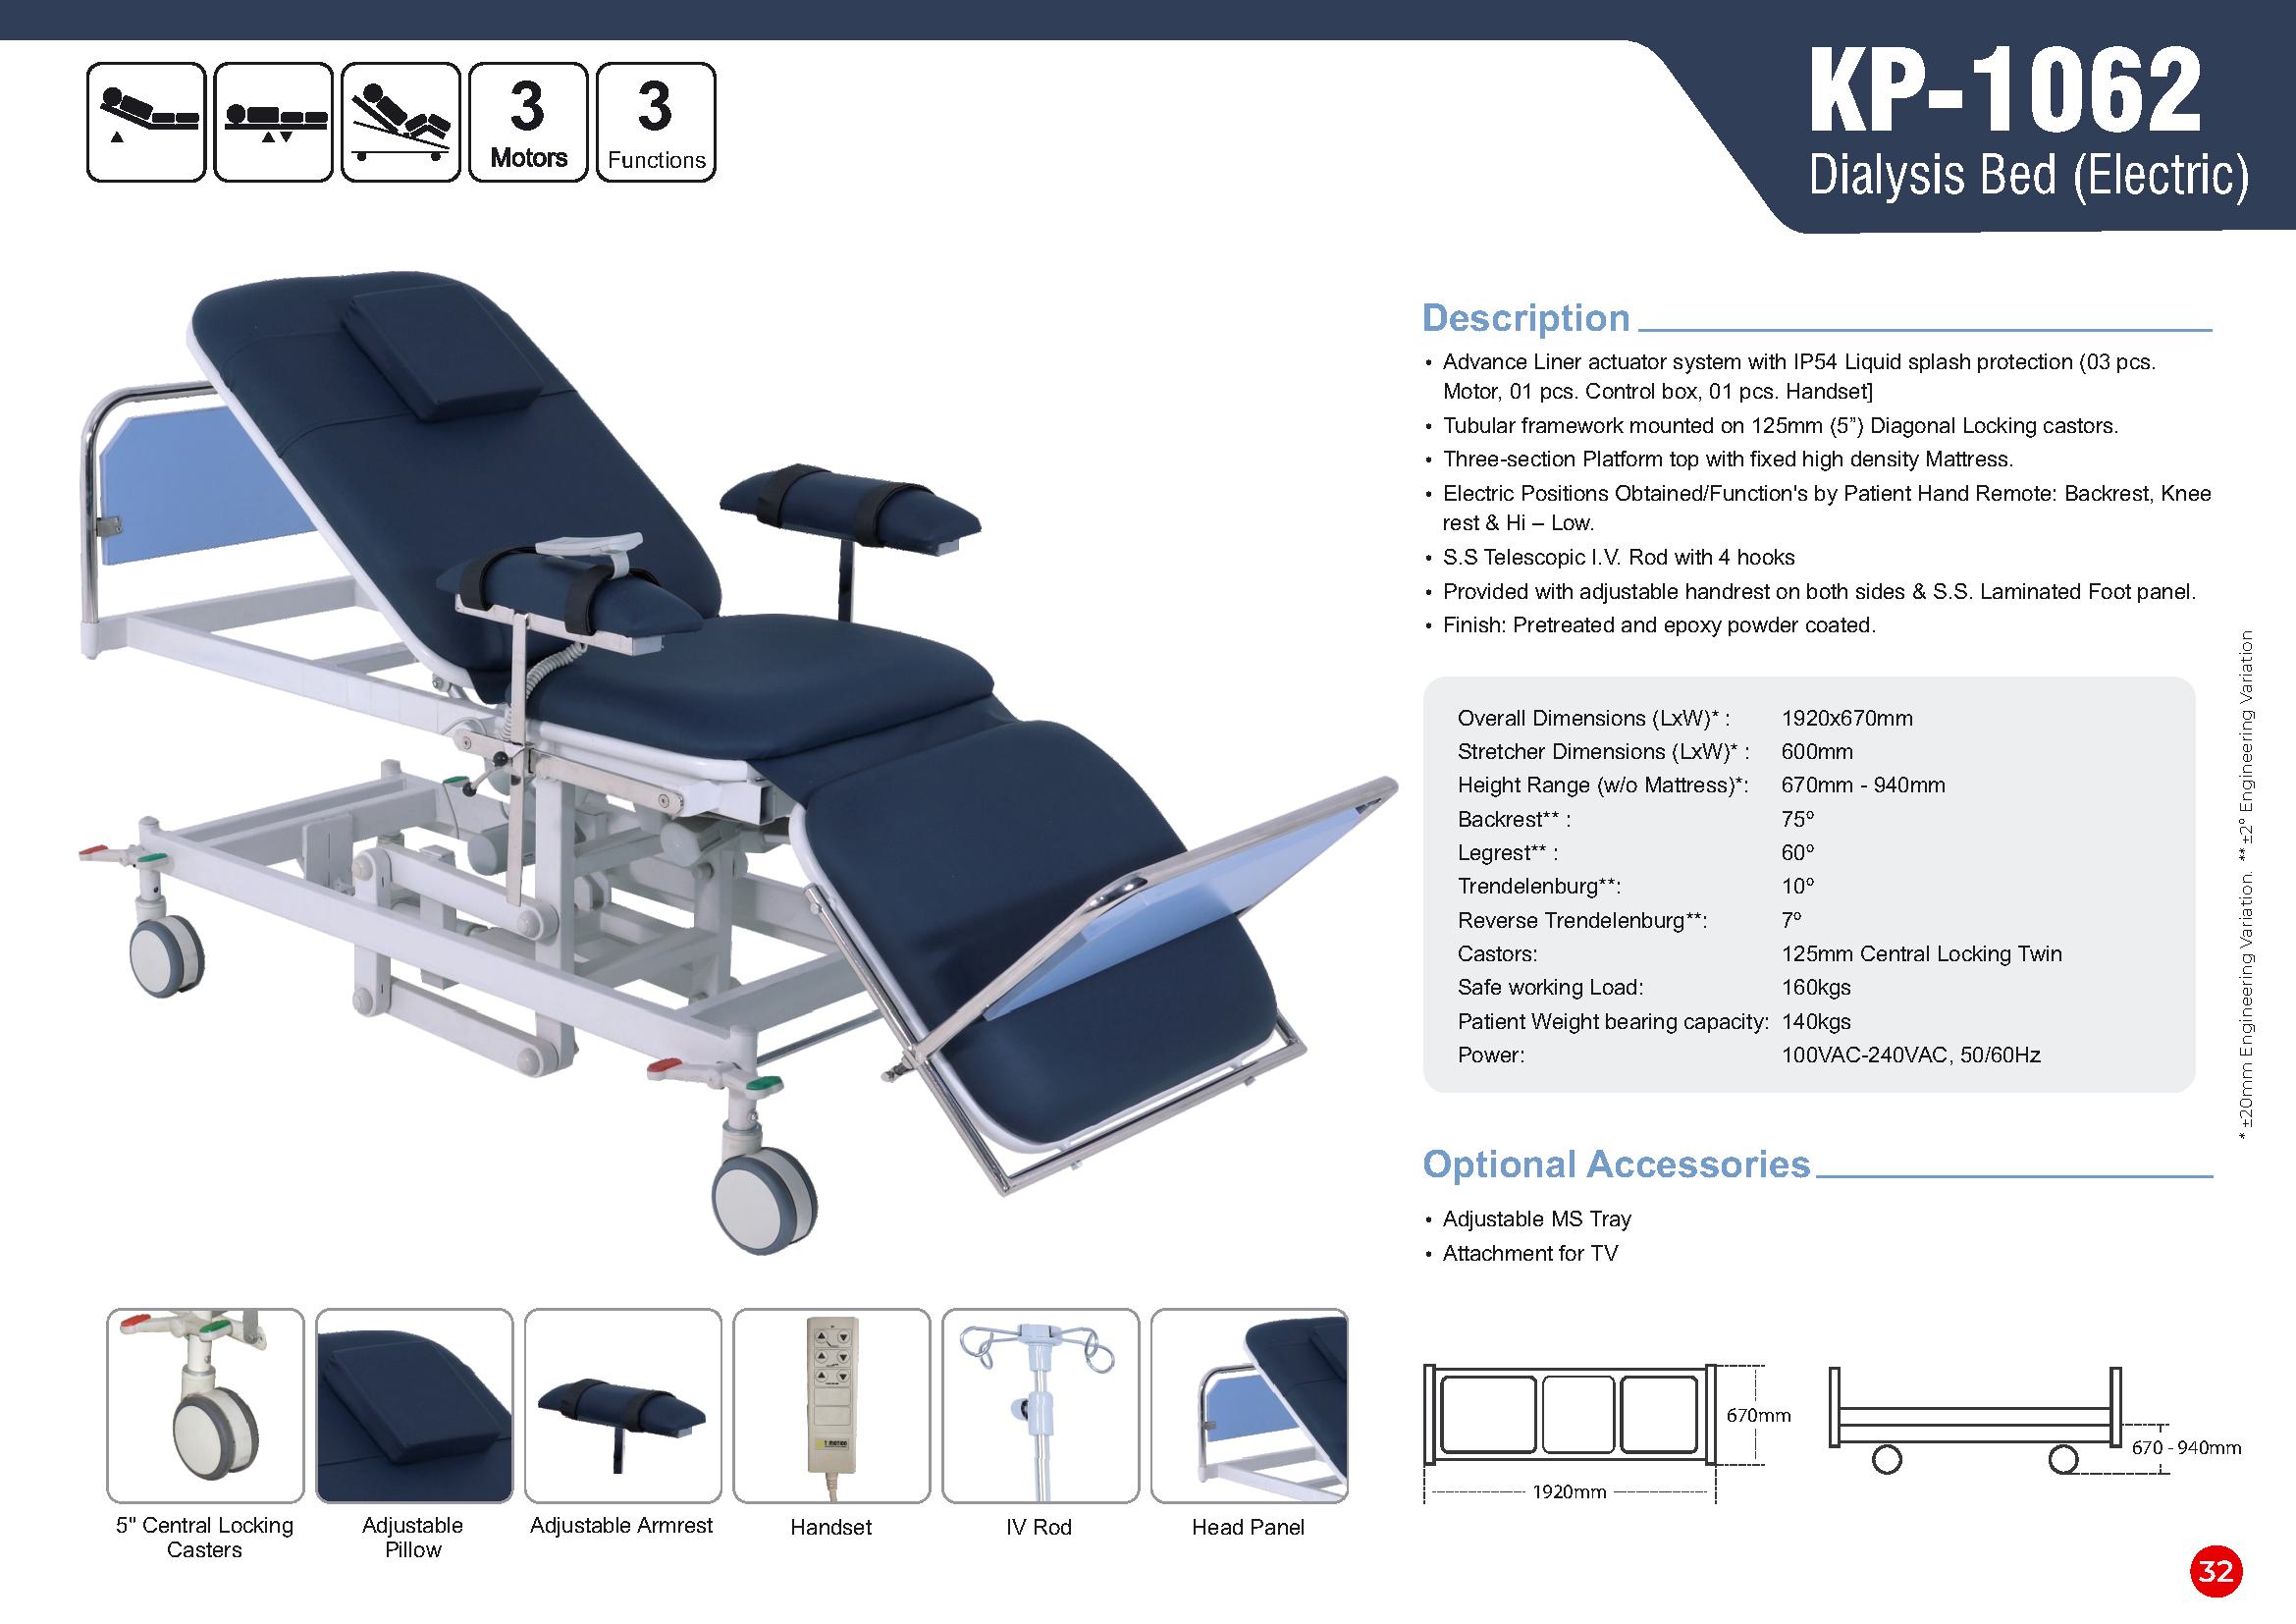 3
Motors
3
Functions
KP-1062
Dialysis Bed (Electric)
Description
• Advance Liner actuator system with IP54 Liquid splash protection (03 pcs.
Motor, 01 pcs. Control box, 01 pcs. Handset]
• Tubular framework mounted on 125mm (5”) Diagonal Locking castors.
• Three-section Platform top with fixed high density Mattress.
• Electric Positions Obtained/Function's by Patient Hand Remote: Backrest, Knee
rest & Hi – Low.
• S.S Telescopic I.V. Rod with 4 hooks
• Provided with adjustable handrest on both sides & S.S. Laminated Foot panel.
• Finish: Pretreated and epoxy powder coated.
Overall Dimensions (LxW)* : 1920x670mm
Stretcher Dimensions (LxW)* : 600mm
Height Range (w/o Mattress)*: 670mm - 940mm
Backrest** : 75º
Legrest** : 60º
Trendelenburg**: 10º
Reverse Trendelenburg**: 7º
Castors: 125mm Central Locking Twin
Safe working Load: 160kgs
Patient Weight bearing capacity: 140kgs
Power: 100VAC-240VAC, 50/60Hz
* ±20mm Engineering Variation. ** ±2° Engineering Variation
Optional Accessories
• Adjustable MS Tray
• Attachment for TV
5" Central Locking
Casters
Adjustable
Pillow
Adjustable Armrest
Handset
IV Rod
Head Panel
670mm
1920mm
670 - 940mm
32